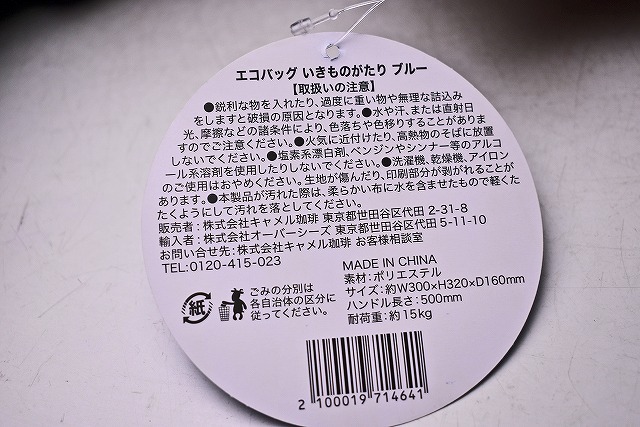 エコバッグ いきものがたり ブルー
【取扱いの注意】
●鋭利な物を入れたり、過度に重い物や無理な詰込み
をしますと破損の原因となります。●水や汗、または直射日
光、摩擦などの諸条件により、色落ちや色移りすることがありま
すのでご注意ください。●火気に近付けたり、高熱物のそばに放置
しないでください。●塩素系漂白剤、ベンジンやシンナー等のアルコ
ール系溶剤を使用したりしないでください。●洗濯機、乾燥機、アイロン
のご使用はおやめください。生地が傷んだり、印刷部分が剥がれることが
あります。●本製品が汚れた際は、柔らかい布に水を含ませたもので軽くた
たくようにして汚れを落としてください。
販売者：株式会社キャメル珈琲 東京都世田谷区代田 2-31-8
輸入者：株式会社オーバーシーズ 東京都世田谷区代田 5-11-10
お問い合せ先：株式会社キャメル珈琲 お客様相談室
TEL:0120-415-023
紙
ごみの分別は
各自治体の区分に
従ってください。
MADE IN CHINA
素材：ポリエステル
サイズ：約W300×H320×D160mm
ハンドル長さ：500mm
耐荷重：約15kg
2 100019 714641